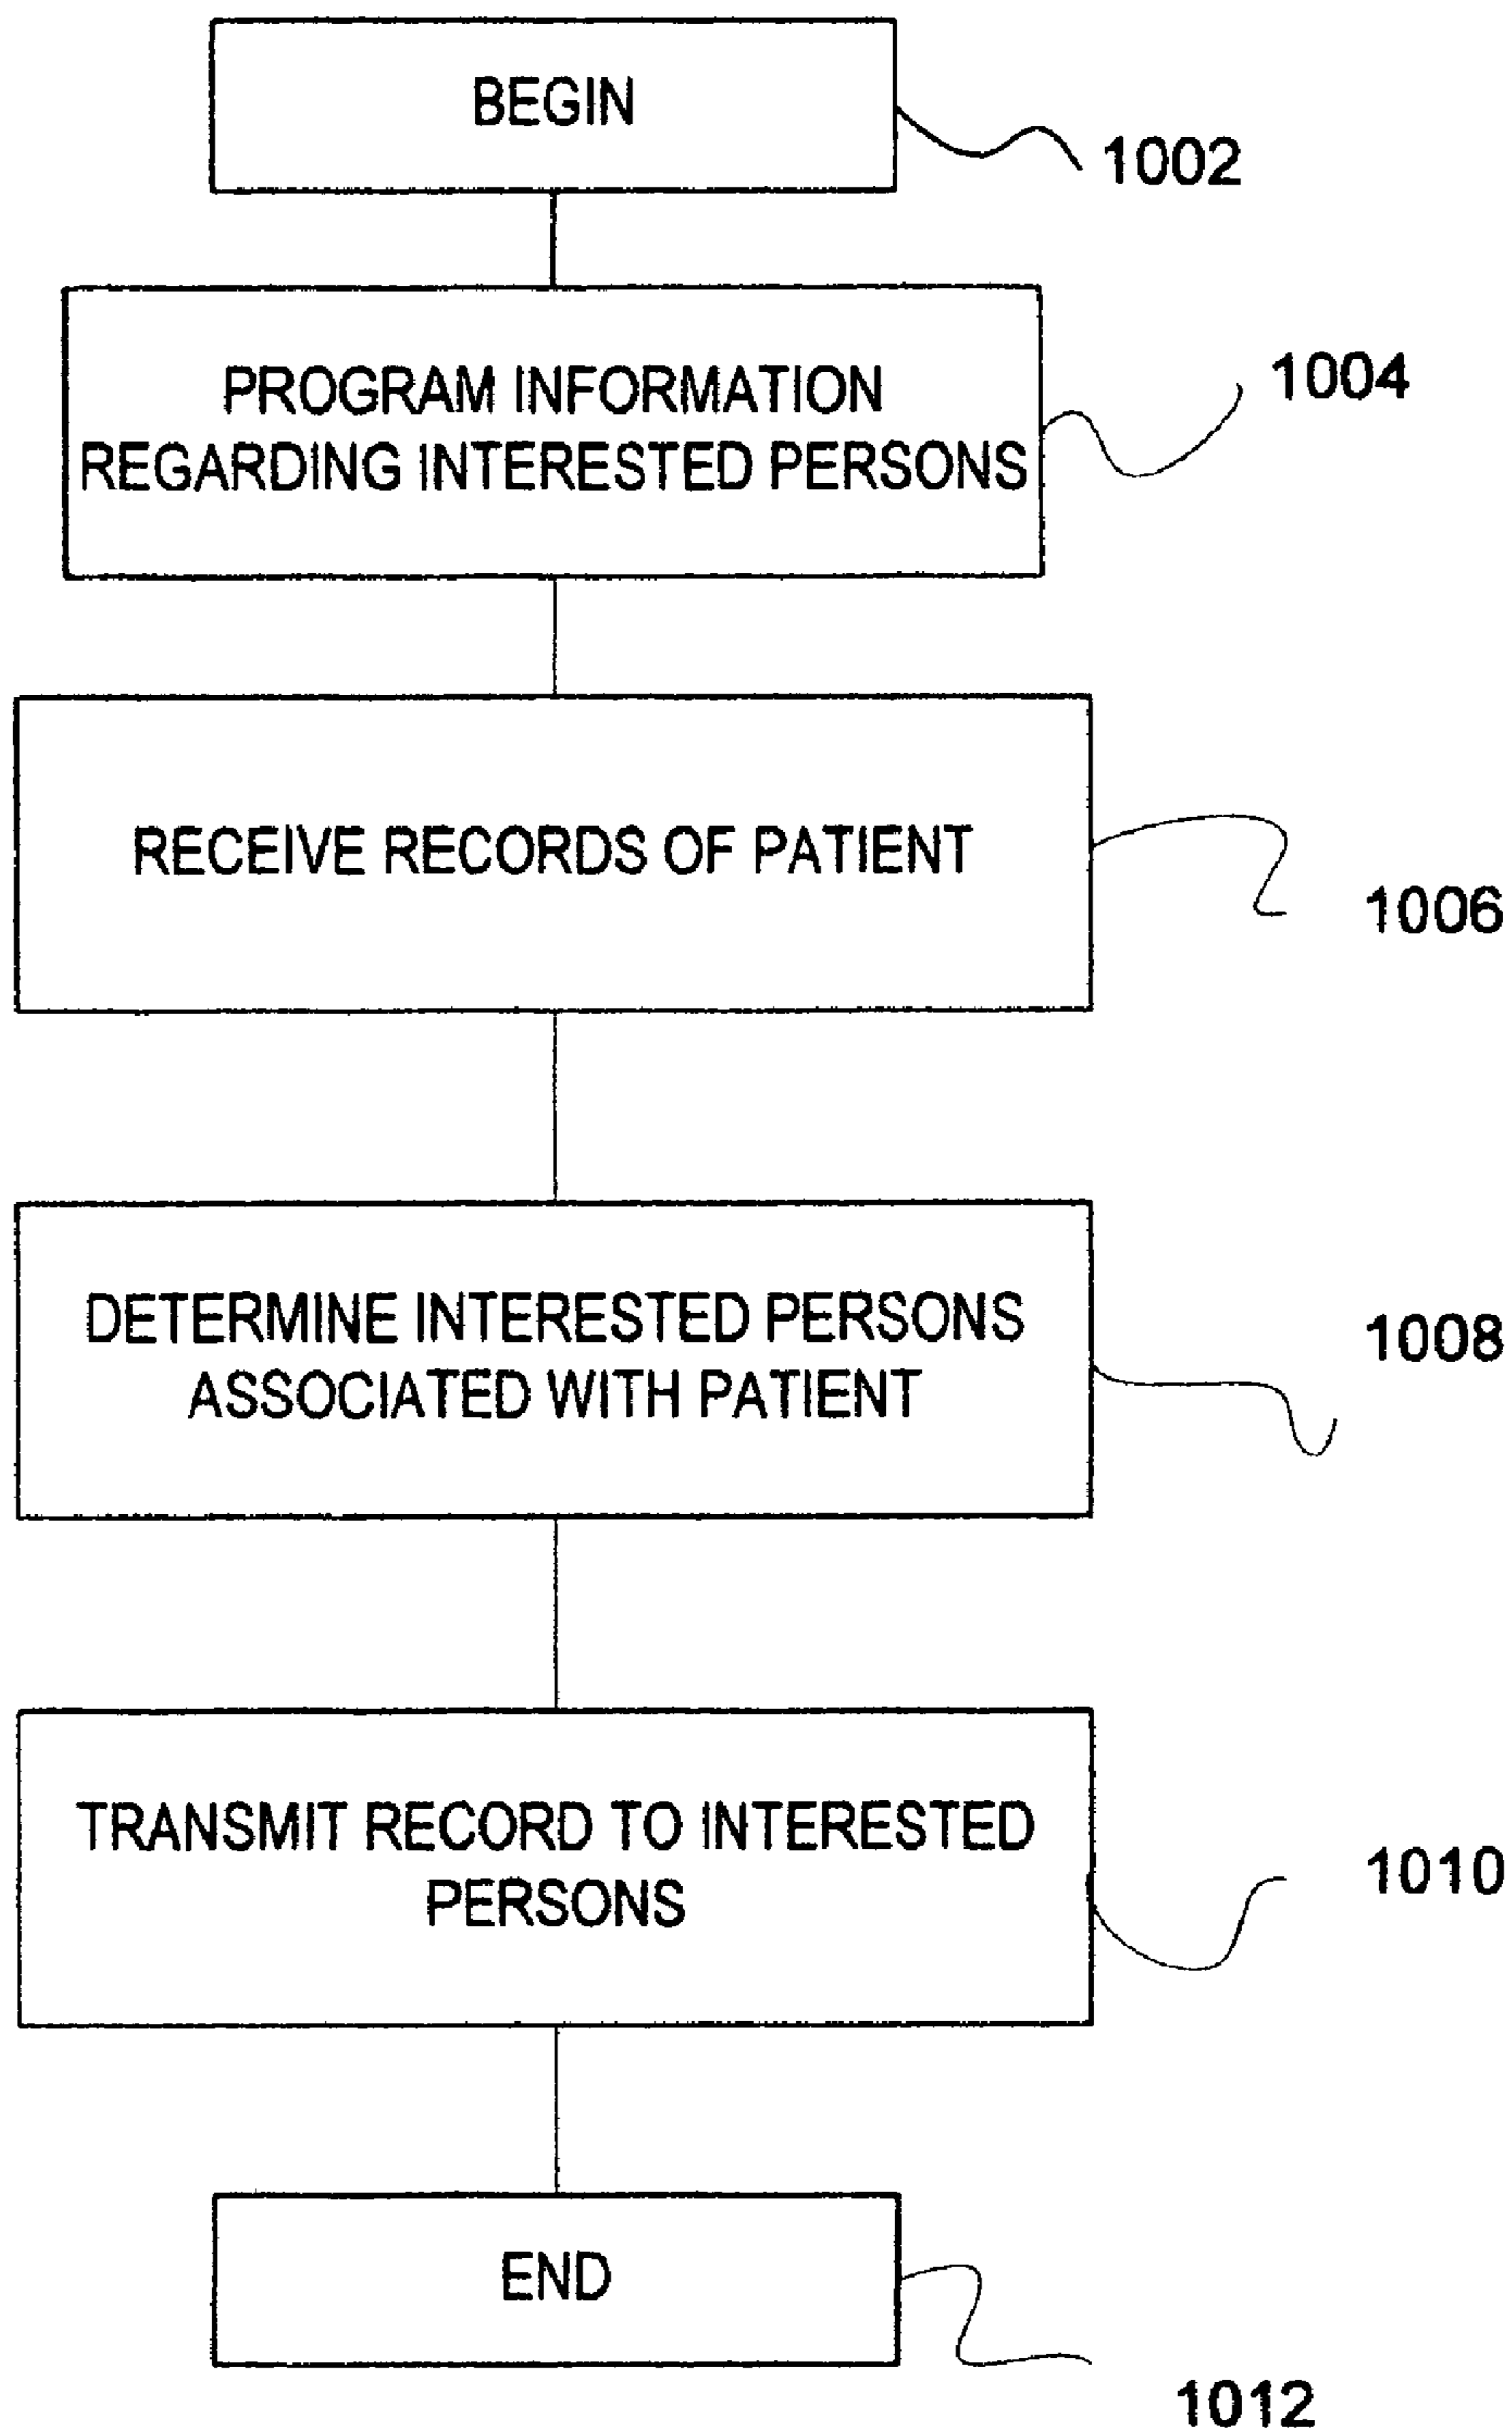 BEGIN
1002
PROGRAM INFORMATION
REGARDING INTERESTED PERSONS
1004
RECEIVE RECORDS OF PATIENT
1006
DETERMINE INTERESTED PERSONS
ASSOCIATED WITH PATIENT
1008
TRANSMIT RECORD TO INTERESTED
PERSONS
1010
END
1012